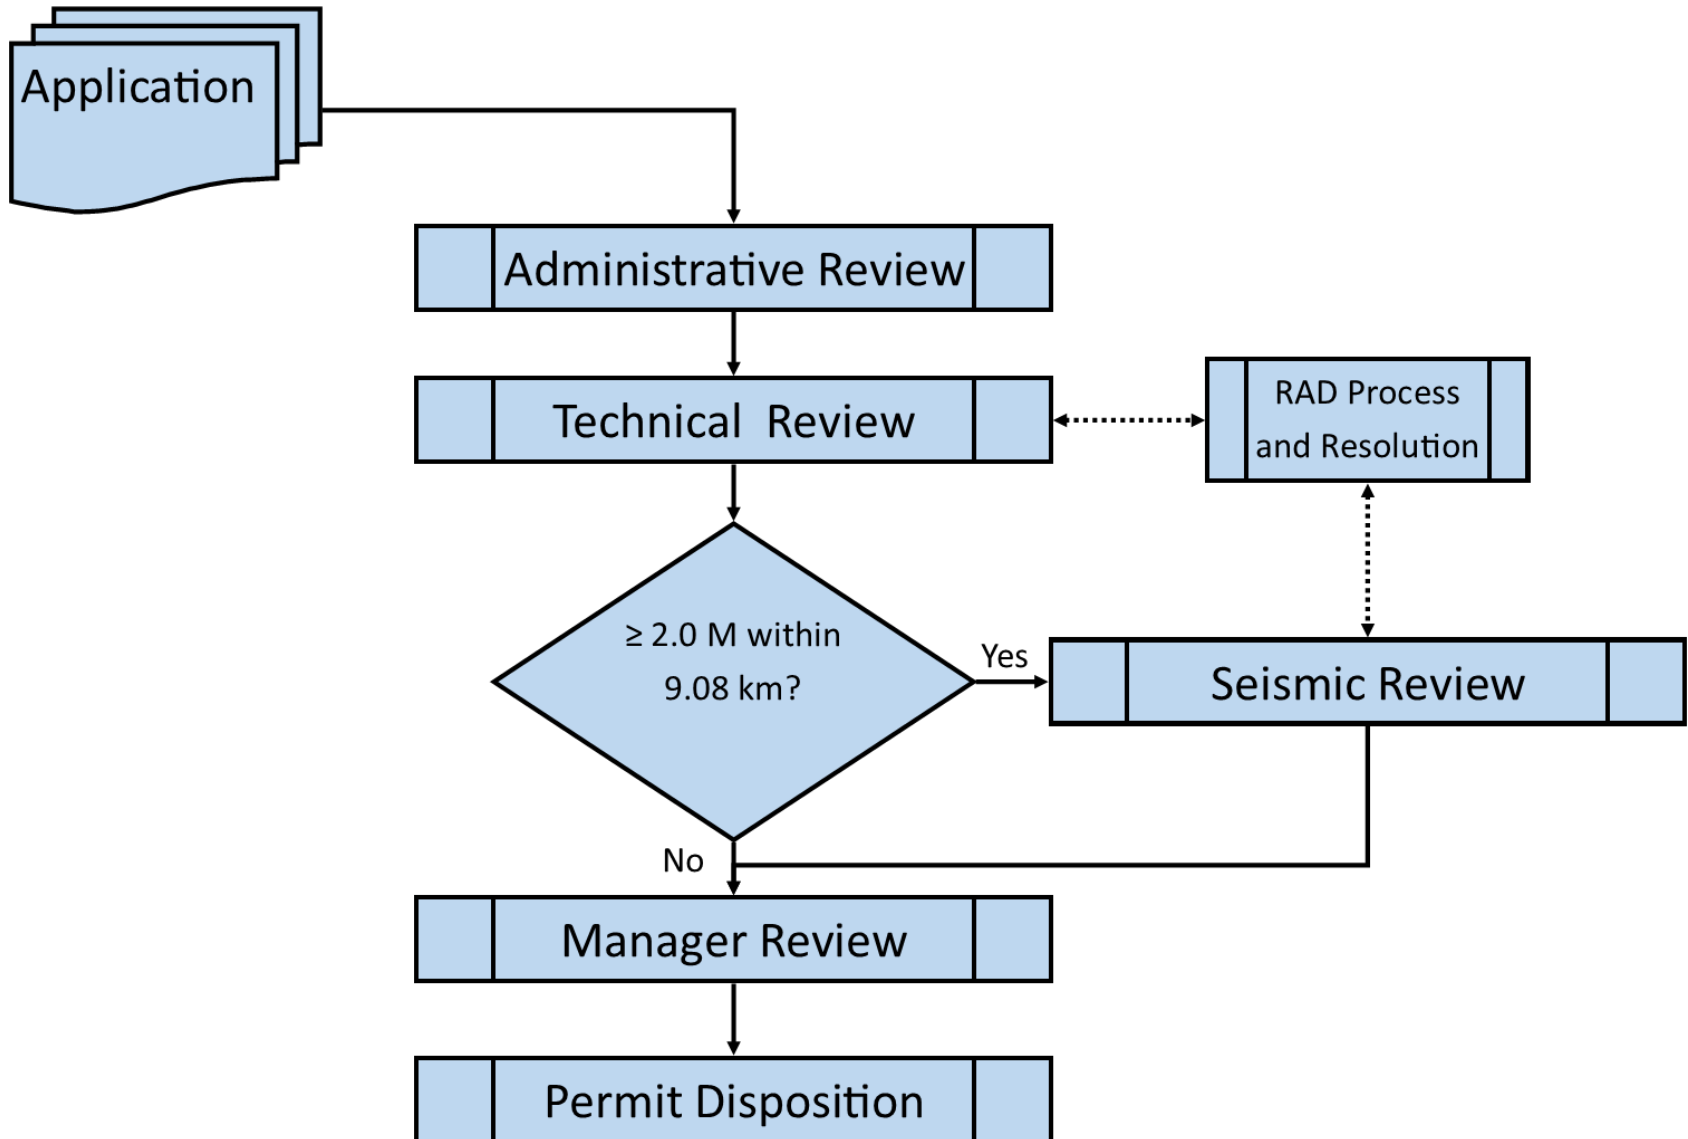 Application
Administrative Review
Technical  Review
RAD Process
and Resolution
≥ 2.0 M within
9.08 km?
Yes
Seismic Review
No
Manager Review
Permit Disposition